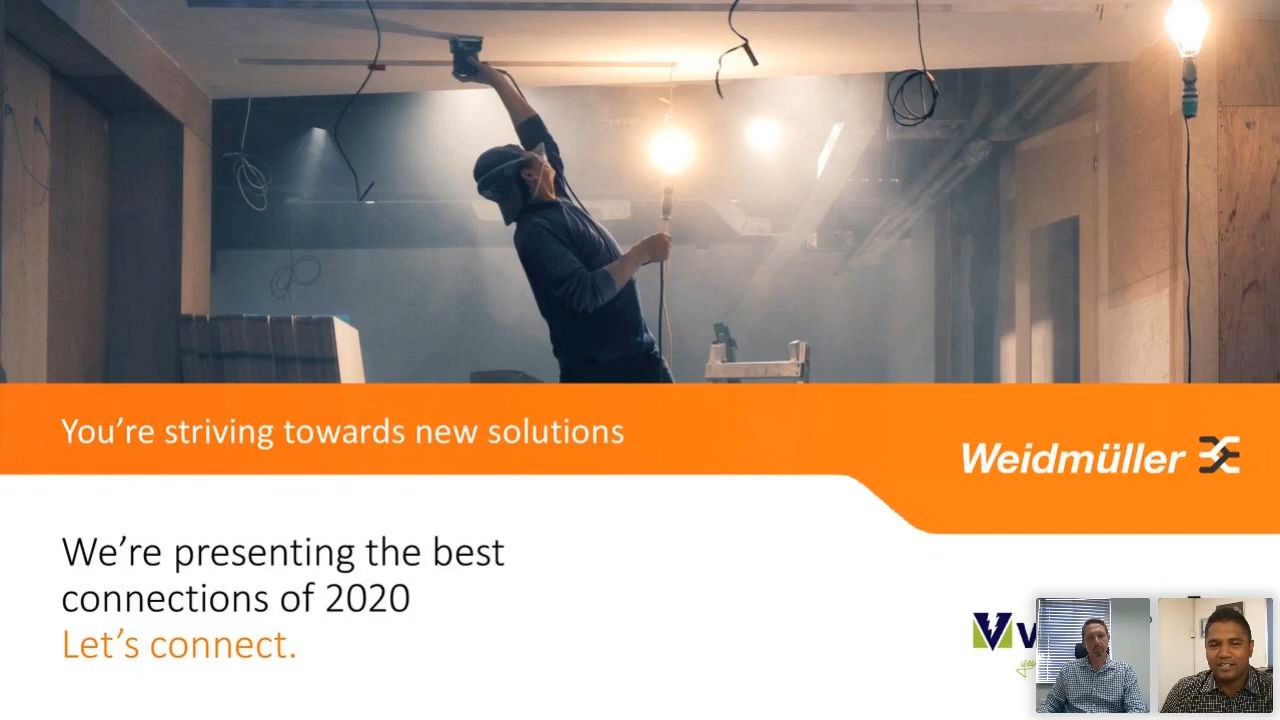 You're striving towards new solutions
Weidmüller
We're presenting the best
connections of 2020
Let's connect.